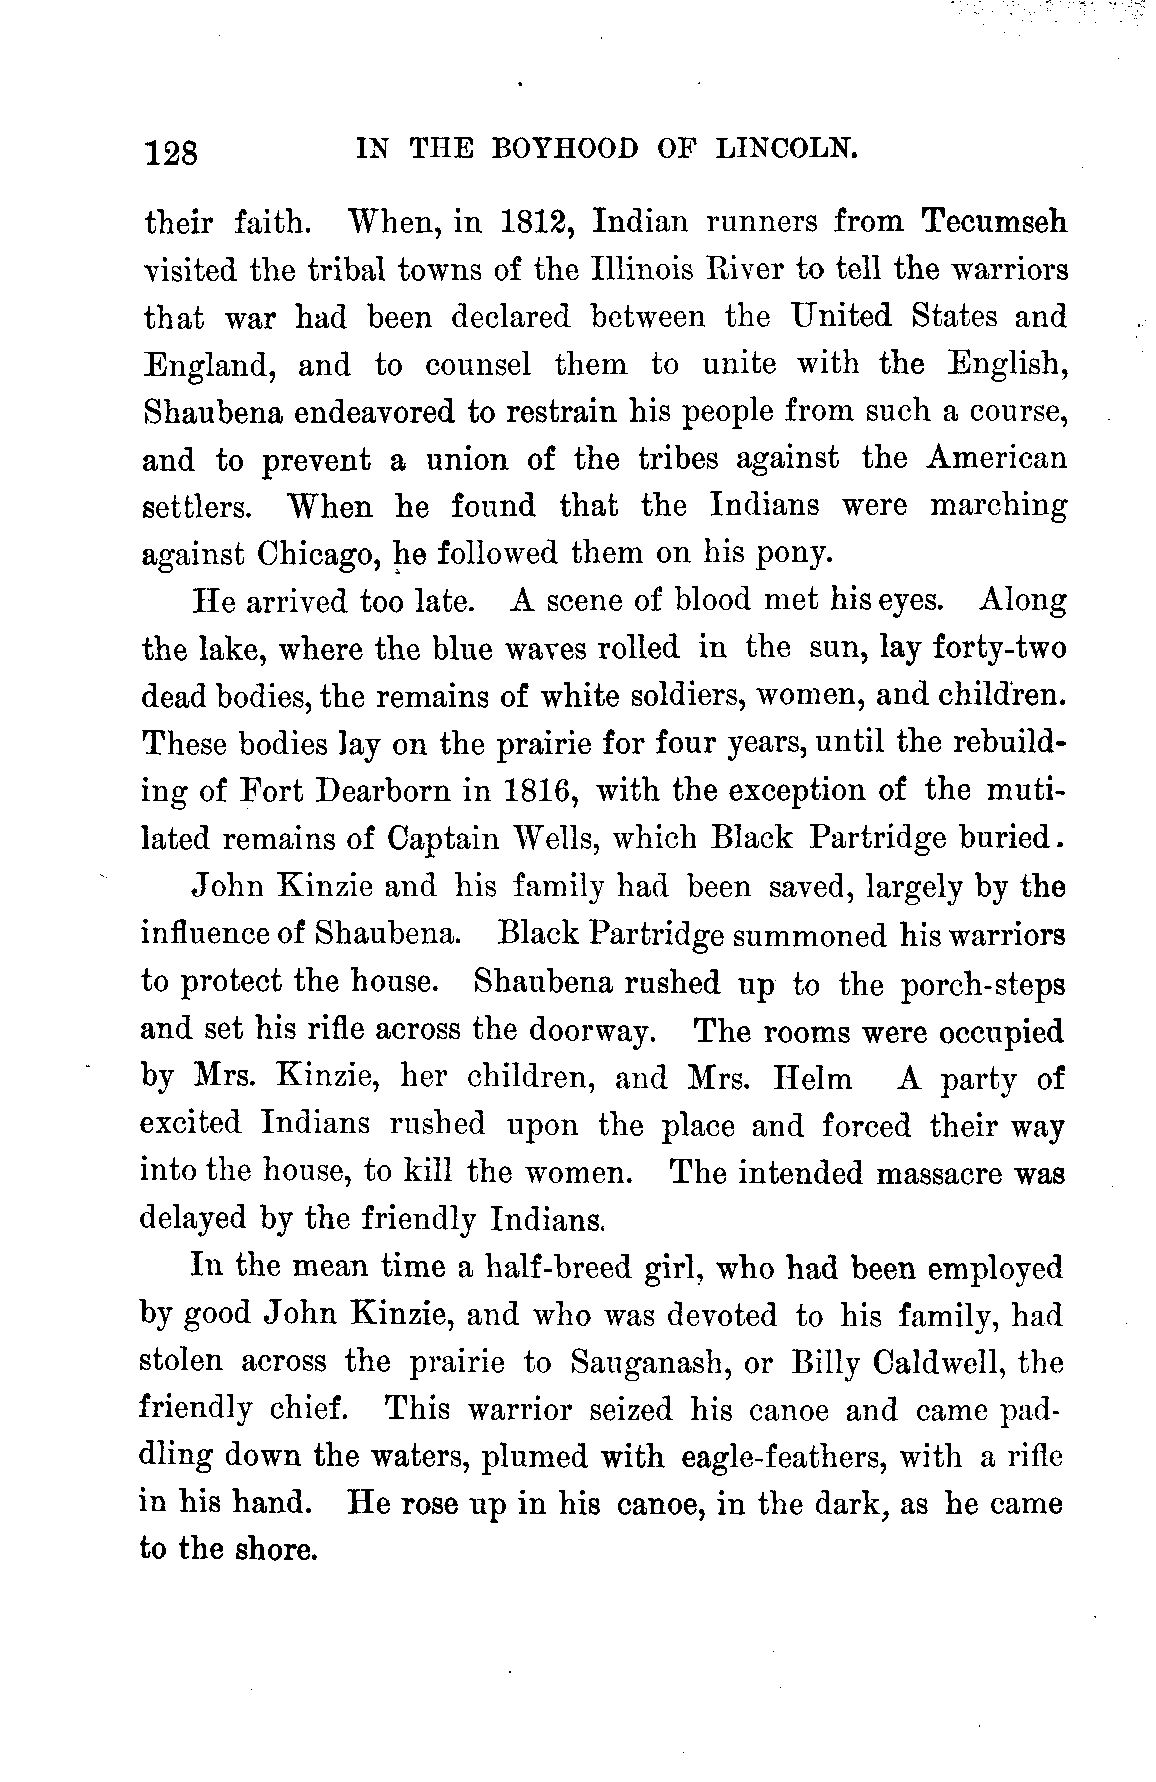 128 IN THE BOYHOOD OF LINCOLN.
their faith. When, in 1812, Indian runners from Tecumseh
visited the tribal towns of the Illinois River to tell the warriors
that war had been declared between the United States and
England, and to counsel them to unite with the English,
Shaubena endeavored to restrain his people from such a course,
and to prevent a union of the tribes against the American
settlers. When he found that the Indians were marching
against Chicago, he followed them on his pony.
He arrived too late. A scene of blood met his eyes. Along
the lake, where the blue waves rolled in the sun, lay forty-two
dead bodies, the remains of white soldiers, women, and children.
These bodies lay on the prairie for four years, until the rebuild-
ing of Fort Dearborn in 1816, with the exception of the muti-
lated remains of Captain Wells, which Black Partridge buried.
John Kinzie and his family had been saved, largely by the
influence of Shaubena. Black Partridge summoned his warriors
to protect the house. Shaubena rushed up to the porch-steps
and set his rifle across the doorway. The rooms were occupied
by Mrs. Kinzie, her children, and Mrs. Helm A party of
excited Indians rushed upon the place and forced their way
into the house, to kill the women. The intended massacre was
delayed by the friendly Indians.
In the mean time a half-breed girl, who had been employed
by good John Kinzie, and who was devoted to his family, had
stolen across the prairie to Sauganash, or Billy Caldwell, the
friendly chief. This warrior seized his canoe and came pad-
dling down the waters, plumed with eagle-feathers, with a rifle
in his hand. He rose up in his canoe, in the dark, as he came
to the shore.